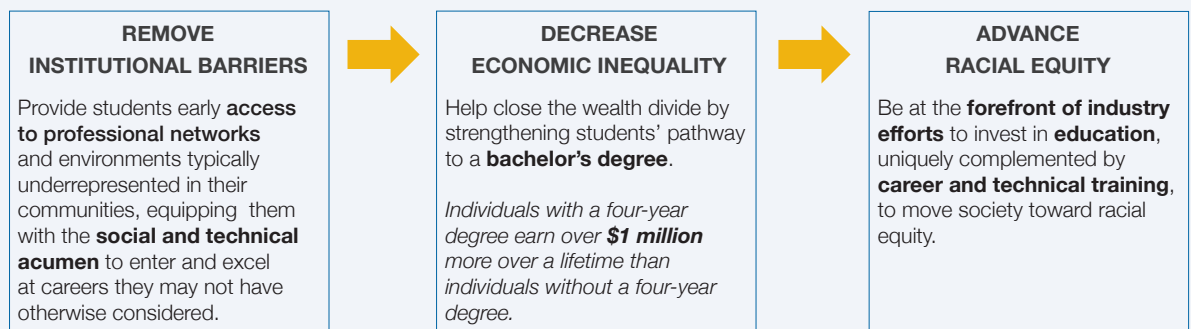 REMOVE
INSTITUTIONAL BARRIERS
Provide students early access
to professional networks
and environments typically
underrepresented in their
communities, equipping them
with the social and technical
acumen to enter and excel
at careers they may not have
otherwise considered.
DECREASE
ECONOMIC INEQUALITY
Help close the wealth divide by
strengthening students' pathway
to a bachelor's degree.
Individuals with a four-year
degree earn over $1 million
more over a lifetime than
individuals without a four-year
degree.
ADVANCE
RACIAL EQUITY
Be at the forefront of industry
efforts to invest in education,
uniquely complemented by
career and technical training,
to move society toward racial
equity.